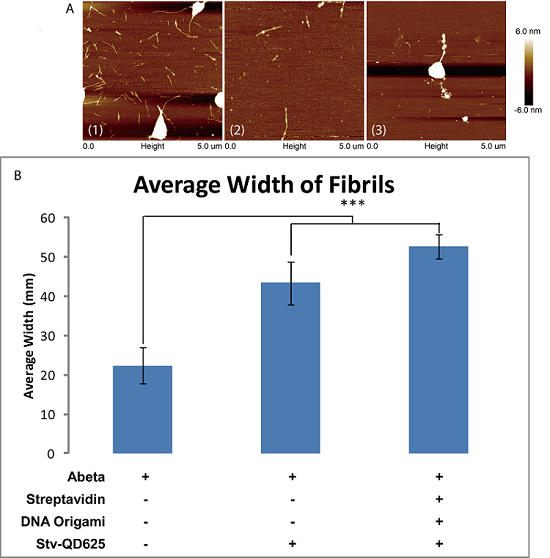 A
(1)
(2)
(3)
6.0 nm
-6.0 nm
0.0 Height 5.0 um
0.0 Height 5.0 um
0.0 Height 5.0 um
B
Average Width of Fibrils
***
Average Width (mm)
60
50
40
30
20
10
0
Abeta + + +
Streptavidin - - +
DNA Origami - - +
Stv-QD625 - + +